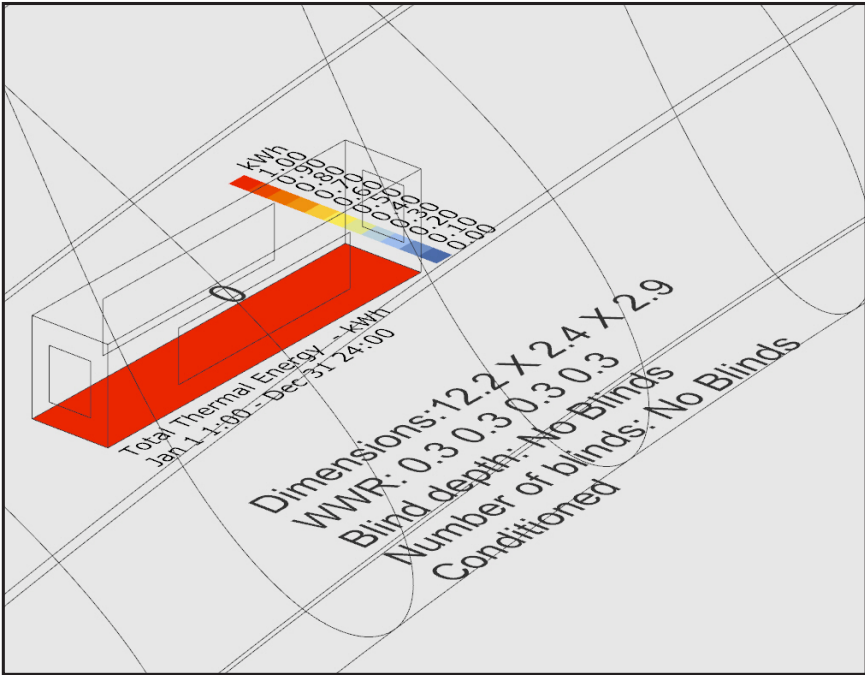 kWh
1.00
0.90
0.80
0.70
0.60
0.50
0.40
0.30
0.20
0.10
0.00
0
Total Thermal Energy - kWh
Jan 1 1:00 - Dec 31 24:00
Dimensions:12.2 X 2.4 X 2.9
WWR: 0.3 0.3 0.3 0.3
Blind depth: No Blinds
Number of blinds: No Blinds
Conditioned